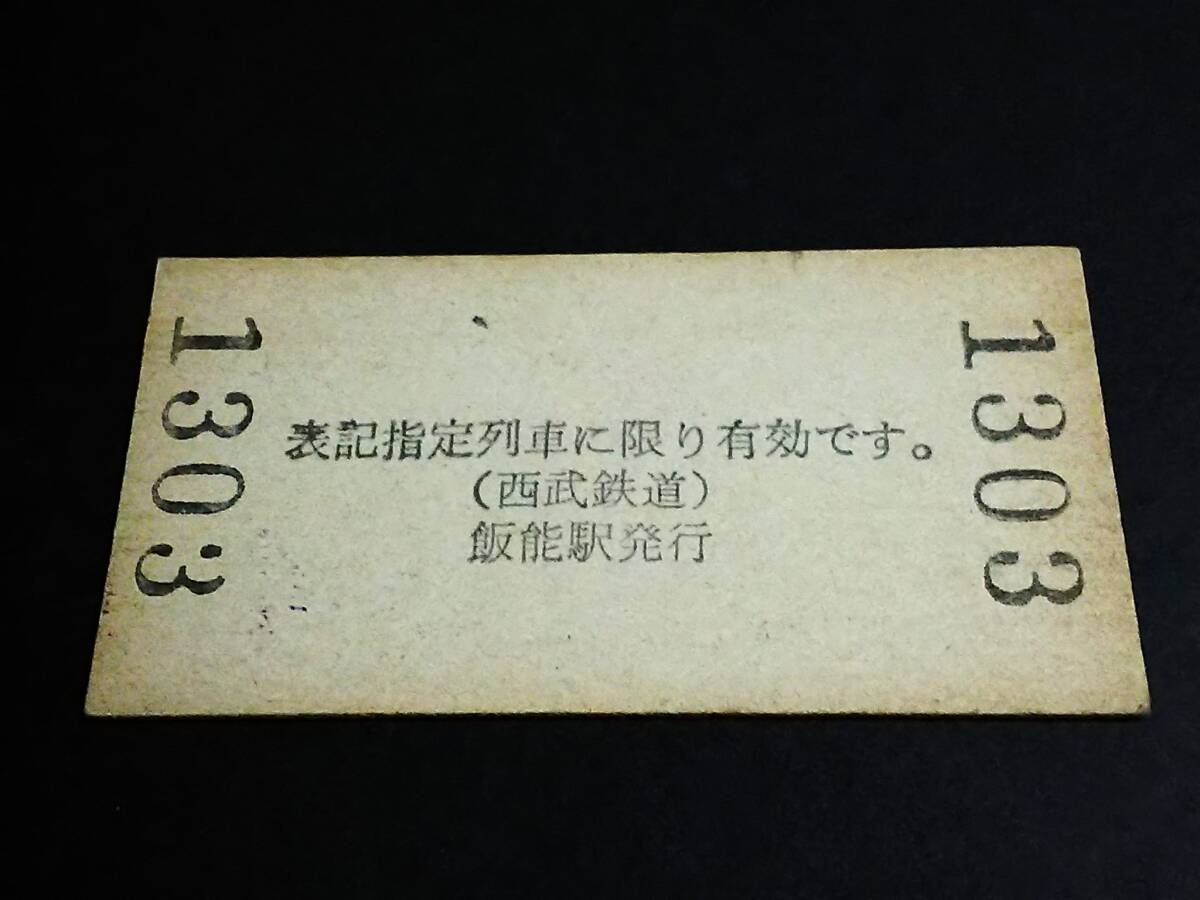 1303
表記指定列車に限り有効です。
（西武鉄道）
飯能駅発行
1303